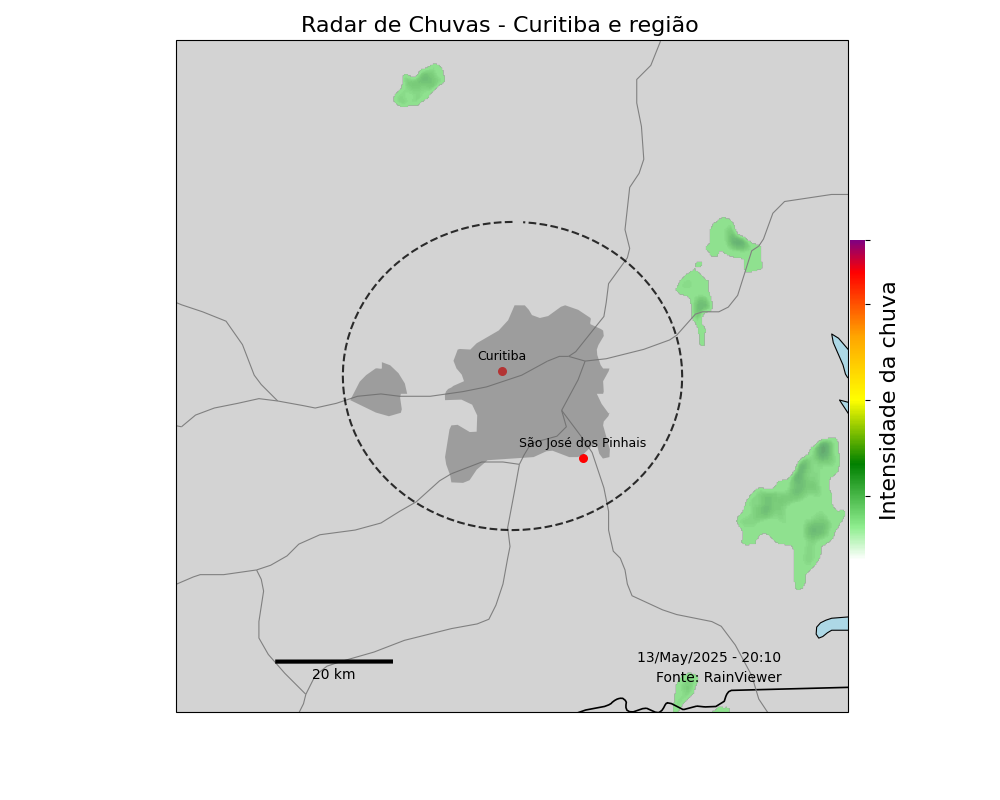 Radar de Chuvas - Curitiba e região
Curitiba
São José dos Pinhais
Intensidade da chuva
13/May/2025 - 20:10
Fonte: RainViewer
20 km